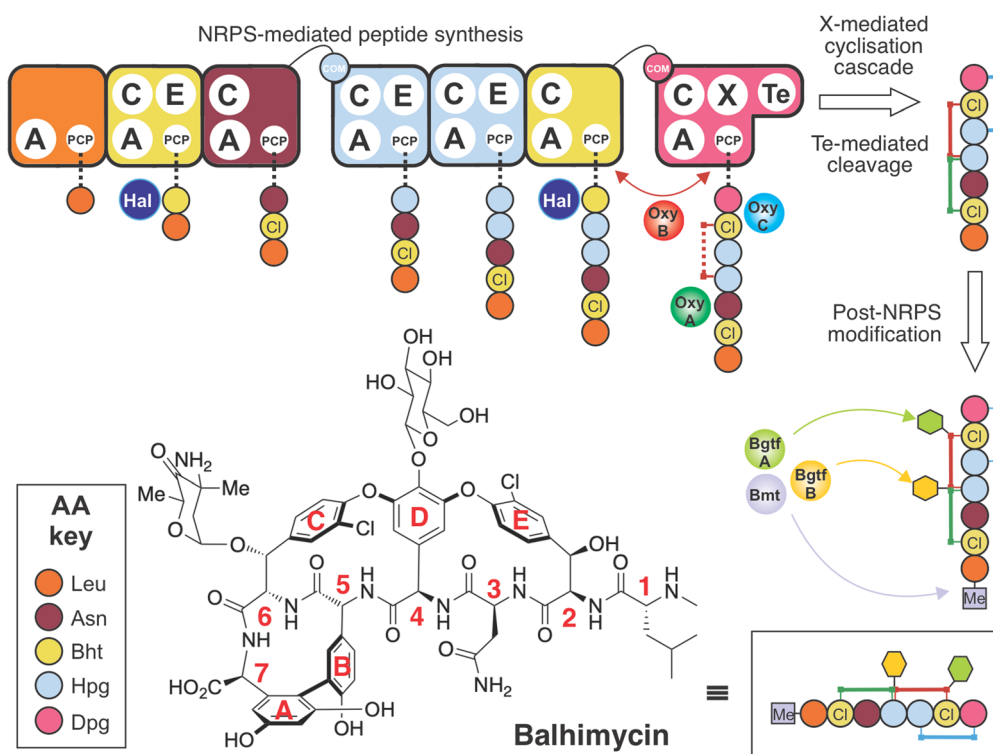 NRPS-mediated peptide synthesis
X-mediated
cyclisation
cascade
COM
COM
C E
C
C E
C E
C
C X Te
A PCP
A PCP
A PCP
A PCP
A PCP
A PCP
A PCP
Te-mediated
cleavage
Hal
Hal
Oxy
B
Oxy
C
Oxy
A
Cl
Cl
Cl
Cl
Cl
Cl
Cl
Cl
Cl
Post-NRPS
modification
Bgtf
A
Bgtf
B
Bmt
Cl
Cl
Me
AA
key
Leu
Asn
Bht
Hpg
Dpg
OH
OH
HO
OH
O
O
O
NH2
Me
Me
O
O
O
O
Cl
Cl
C
D
E
OH
O
O
O
O
O
O
5
H
N
3
H
N
1
H
N
6
N
H
4
N
H
2
N
H
O
NH
7
HO2C
B
A
O
NH2
OH
OH
HO
Balhimycin
≡
Me
Cl
Cl